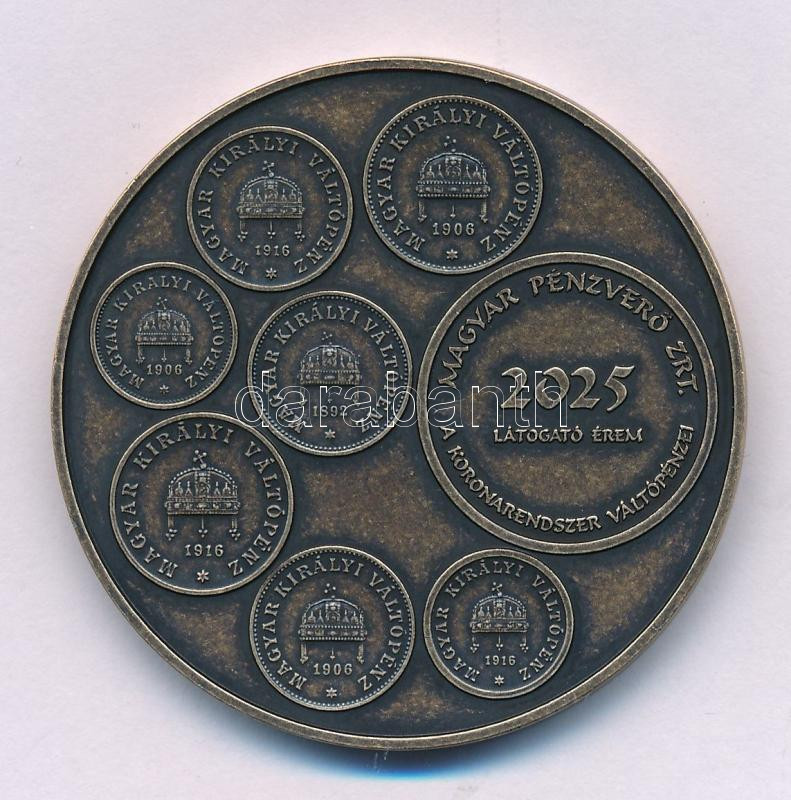 MAGYAR KIRÁLYI VÁLTÓPÉNZ
1916
MAGYAR KIRÁLYI VÁLTÓPÉNZ
1906
MAGYAR KIRÁLYI VÁLTÓPÉNZ
1906
MAGYAR KIRÁLYI VÁLTÓPÉNZ
1892
MAGYAR PÉNZVERŐ ZRT.
2025
LÁTOGATÓ ÉREM
A KORONARENDSZER VÁLTÓPÉNZEI
MAGYAR KIRÁLYI VÁLTÓPÉNZ
1916
MAGYAR KIRÁLYI VÁLTÓPÉNZ
1906
MAGYAR KIRÁLYI VÁLTÓPÉNZ
1916
darabanth